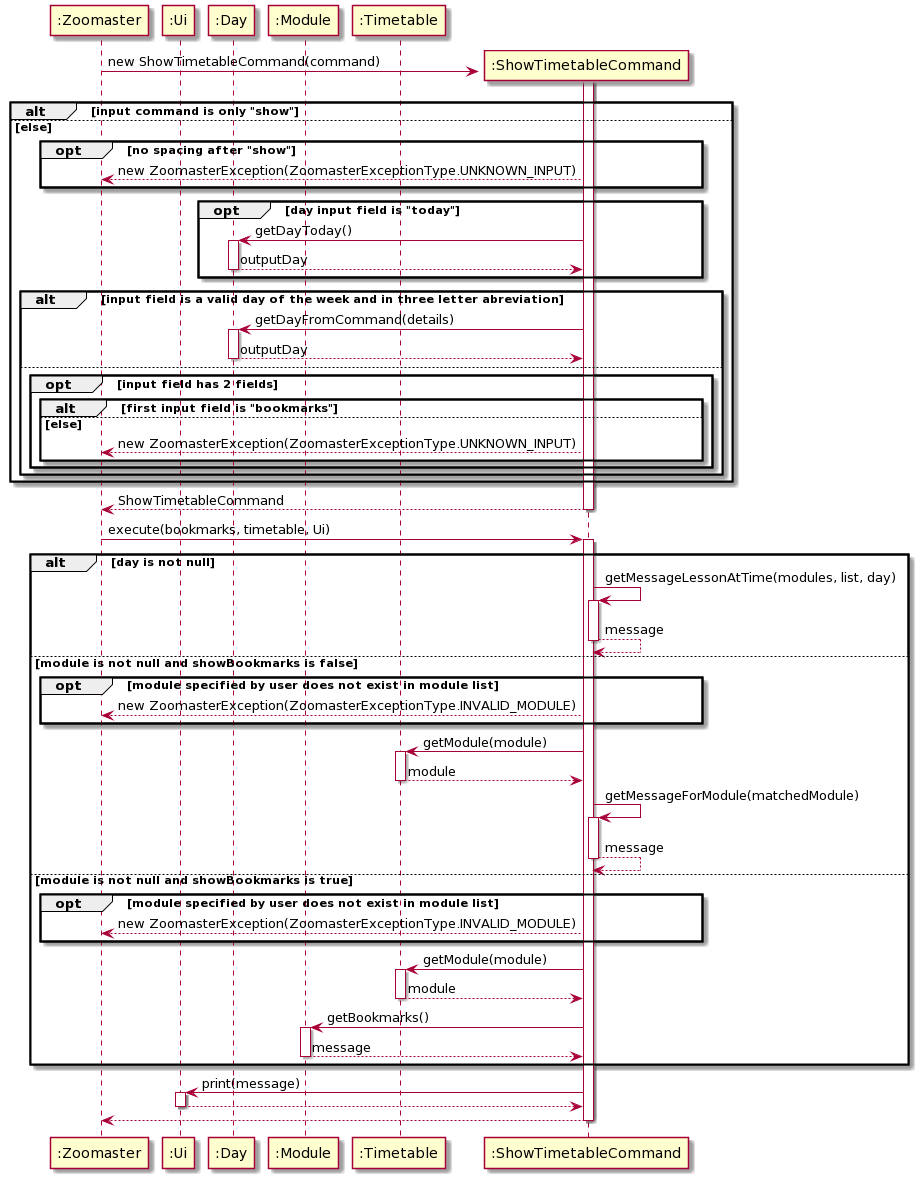 :Zoomaster :Ui :Day :Module :Timetable
new ShowTimetableCommand(command)
:ShowTimetableCommand
alt [input command is only "show"]
[else]
opt [no spacing after "show"]
new ZoomasterException(ZoomasterExceptionType.UNKNOWN_INPUT)
opt [day input field is "today"]
getDayToday()
outputDay
alt [input field is a valid day of the week and in three letter abreviation]
getDayFromCommand(details)
outputDay
opt [input field has 2 fields]
alt [first input field is "bookmarks"]
[else]
new ZoomasterException(ZoomasterExceptionType.UNKNOWN_INPUT)
ShowTimetableCommand
execute(bookmarks, timetable, Ui)
alt [day is not null]
getMessageLessonAtTime(modules, list, day)
message
[module is not null and showBookmarks is false]
opt [module specified by user does not exist in module list]
new ZoomasterException(ZoomasterExceptionType.INVALID_MODULE)
getModule(module)
module
getMessageForModule(matchedModule)
message
[module is not null and showBookmarks is true]
opt [module specified by user does not exist in module list]
new ZoomasterException(ZoomasterExceptionType.INVALID_MODULE)
getModule(module)
module
getBookmarks()
message
print(message)
:Zoomaster :Ui :Day :Module :Timetable :ShowTimetableCommand